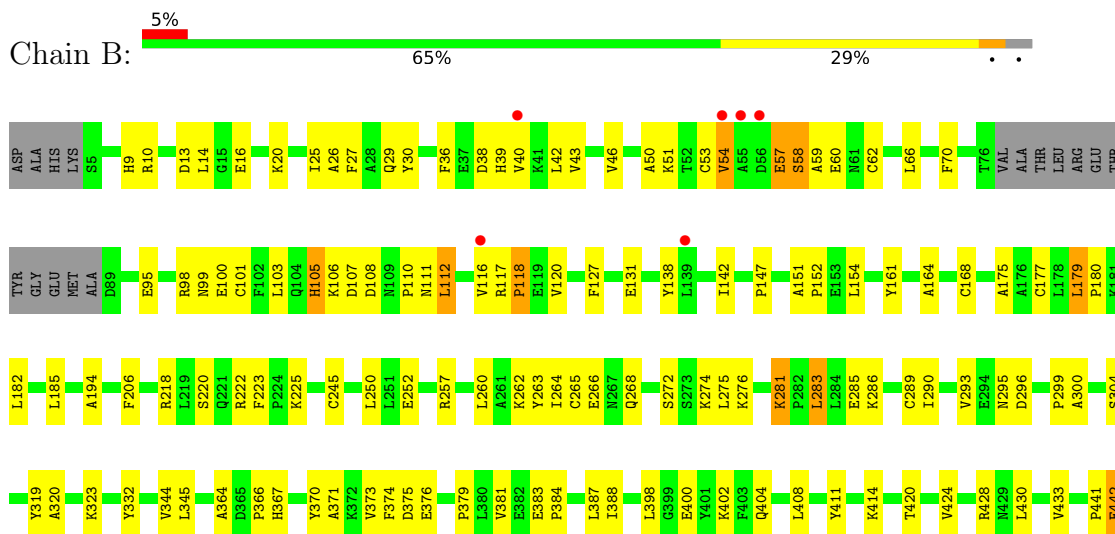 5%
Chain B:
65% 29% • •
ASP ALA HIS LYS S5 H9 R10 D13 L14 G15 E16 K20 I25 A26 F27 A28 Q29 Y30 F36 E37 D38 H39 V40 K41 L42 V43 V46 A50 K51 T52 C53 V54 A55 D56 E57 S58 A59 E60 N61 C62 L66 F70 T76 VAL ALA THR LEU ARG GLU THR
TYR GLY GLU MET ALA D89 E95 R98 N99 E100 C101 F102 L103 Q104 H105 K106 D107 D108 N109 P110 N111 L112 V116 R117 P118 E119 V120 F127 E131 Y138 L139 I142 P147 A151 P152 E153 L154 Y161 A164 C168 A175 A176 C177 L178 L179 P180 K181
L182 L185 A194 F206 R218 L219 S220 Q221 R222 F223 P224 K225 C245 L250 L251 E252 R257 L260 A261 K262 Y263 I264 C265 E266 N267 Q268 S272 S273 K274 L275 K276 K281 P282 L283 L284 E285 K286 C289 I290 V293 E294 N295 D296 P299 A300 S304
Y319 A320 K323 Y332 V344 L345 A364 D365 P366 H367 Y370 A371 K372 V373 F374 D375 E376 P379 L380 V381 E382 E383 P384 L387 I388 L398 G399 E400 Y401 K402 F403 Q404 L408 Y411 K414 T420 V424 R428 N429 L430 V433 P441